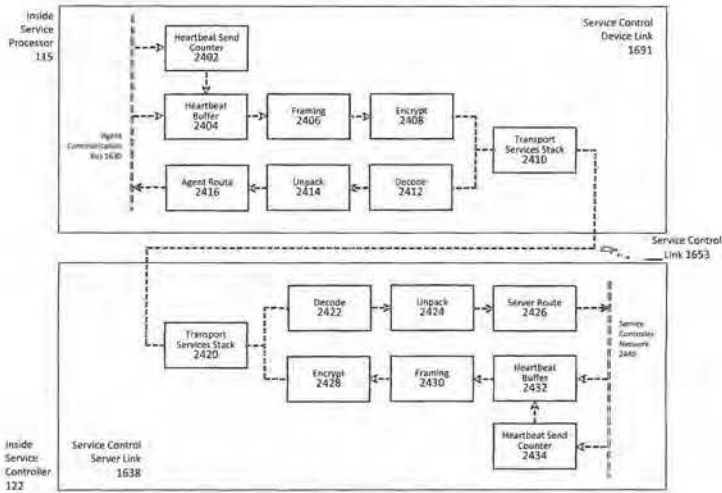 Inside
Service
Processor
115
Service Control
Device Link
1691
Heartbeat Send
Counter
2402
Heartbeat
Buffer
2404
Framing
2406
Encrypt
2408
Agent
Communication
Bus 1630
Transport
Services Stack
2410
Agent Route
2416
Unpack
2414
Decode
2412
Service Control
Link 1653
Decode
2422
Unpack
2424
Server Route
2426
Transport
Services Stack
2420
Service
Controller
Network
2440
Encrypt
2428
Framing
2430
Heartbeat
Buffer
2432
Heartbeat Send
Counter
2434
Inside
Service
Controller
122
Service Control
Server Link
1638